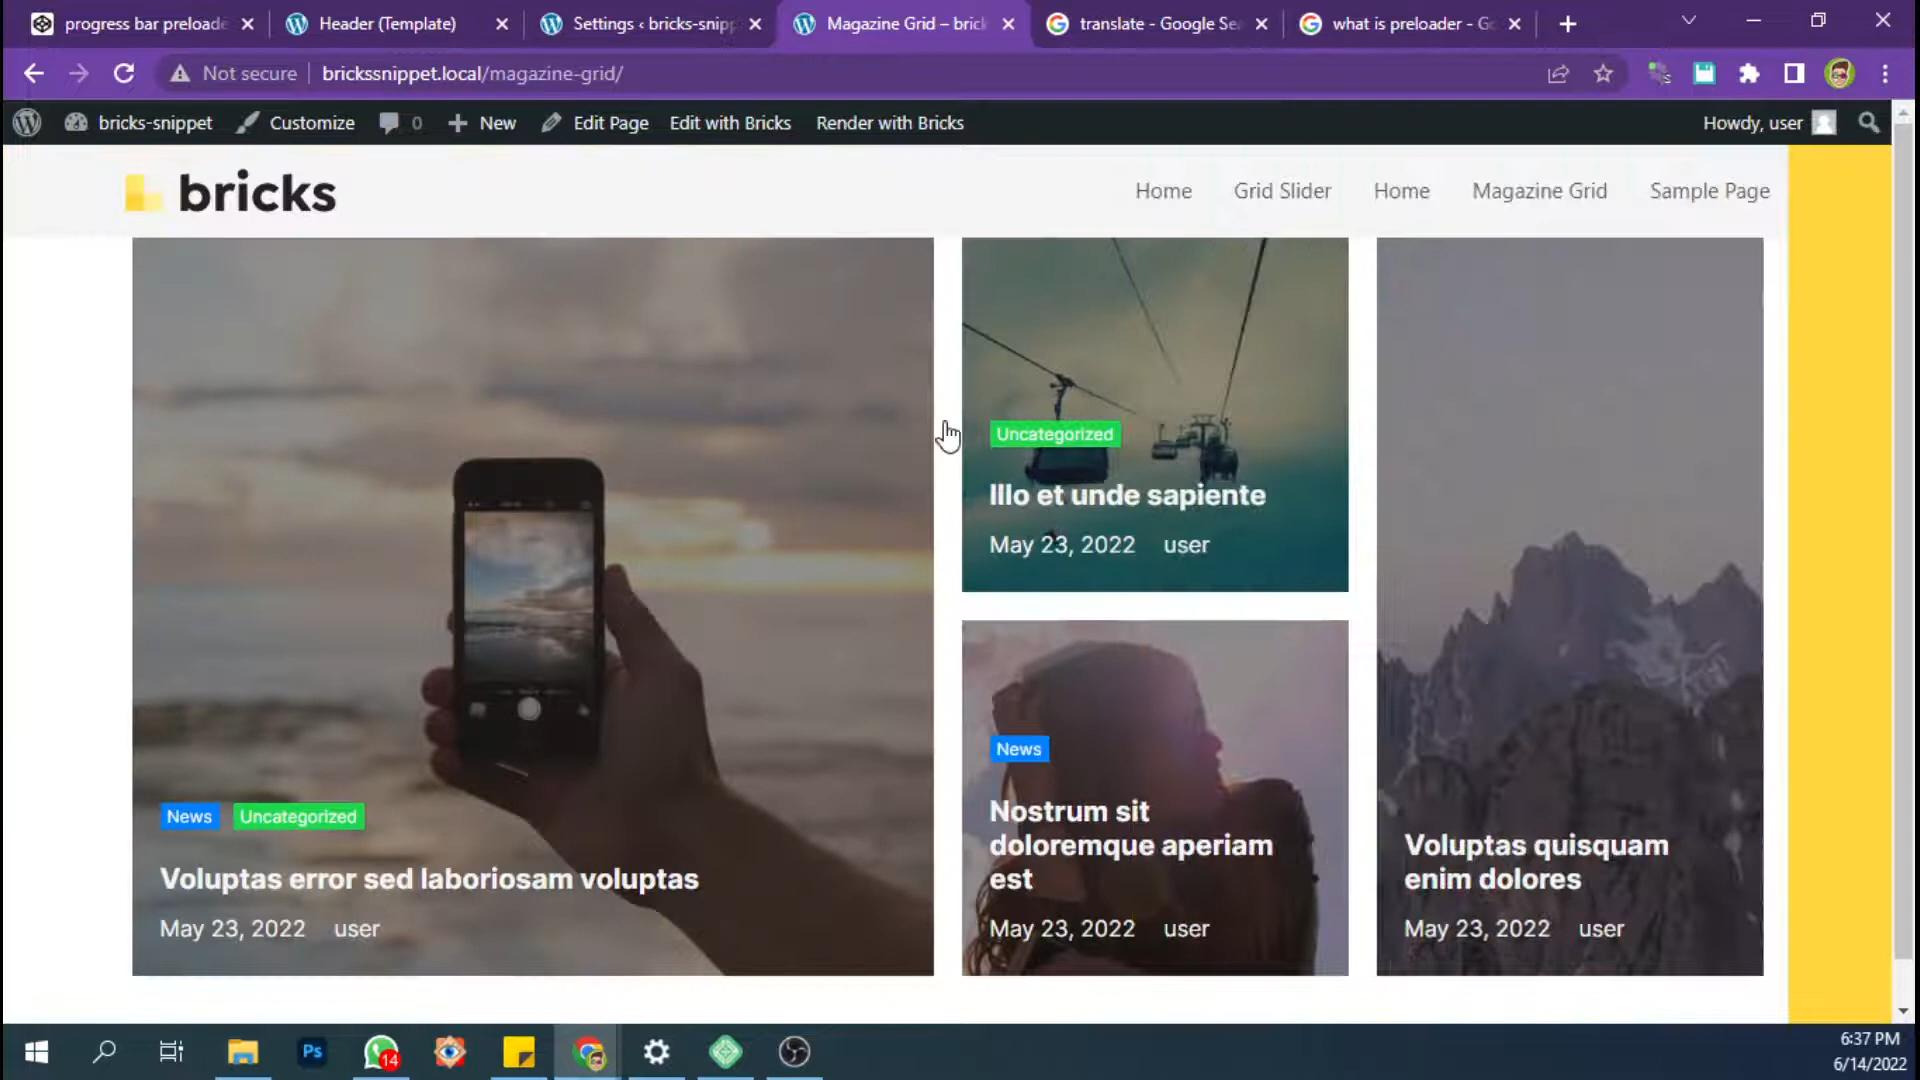 progress bar preloade
Header (Template)
Settings ‹ bricks-snipp
Magazine Grid – brick
translate - Google Sea
what is preloader - Go
Not secure
brickssnippet.local/magazine-grid/
bricks-snippet
Customize
0
New
Edit Page
Edit with Bricks
Render with Bricks
Howdy, user
bricks
Home
Grid Slider
Home
Magazine Grid
Sample Page
News
Uncategorized
Voluptas error sed laboriosam voluptas
May 23, 2022 user
Uncategorized
Illo et unde sapiente
May 23, 2022 user
News
Nostrum sit
doloremque aperiam
est
May 23, 2022 user
Voluptas quisquam
enim dolores
May 23, 2022 user
Ps
14
6:37 PM
6/14/2022